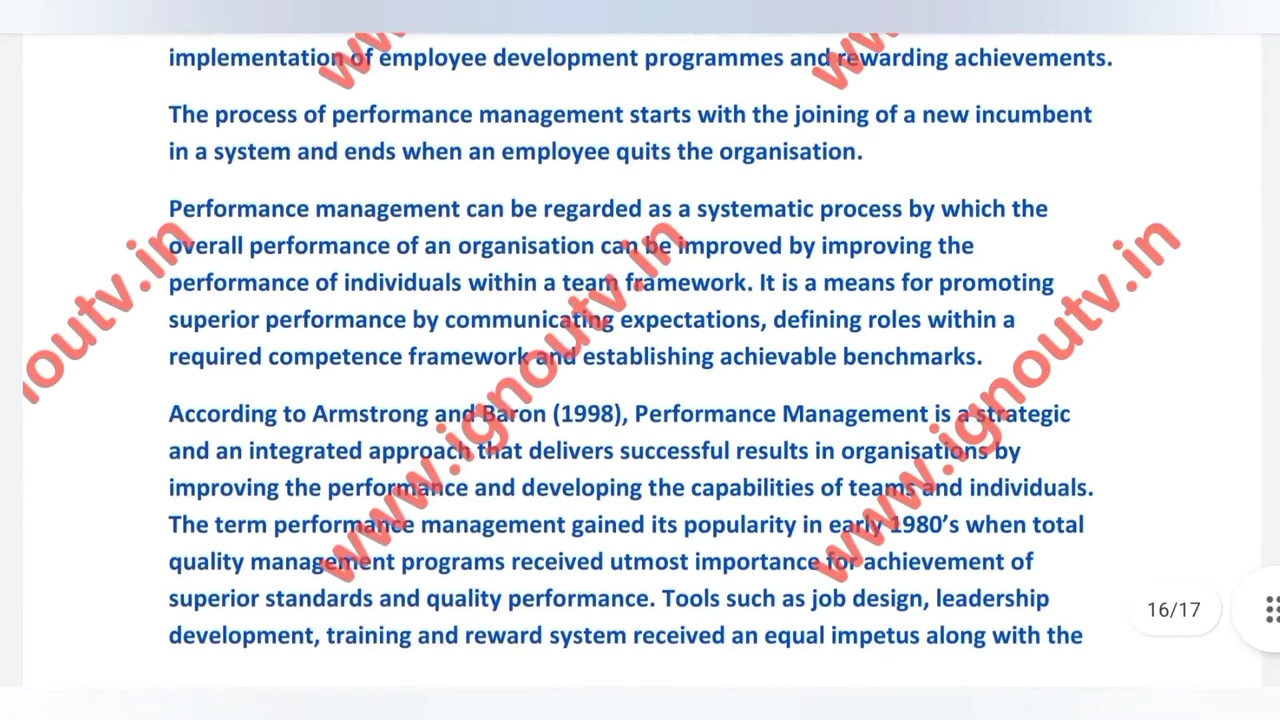 implementation of employee development programmes and rewarding achievements.
The process of performance management starts with the joining of a new incumbent
in a system and ends when an employee quits the organisation.
Performance management can be regarded as a systematic process by which the
overall performance of an organisation can be improved by improving the
performance of individuals within a team framework. It is a means for promoting
superior performance by communicating expectations, defining roles within a
required competence framework and establishing achievable benchmarks.
According to Armstrong and Baron (1998), Performance Management is a strategic
and an integrated approach that delivers successful results in organisations by
improving the performance and developing the capabilities of teams and individuals.
The term performance management gained its popularity in early 1980’s when total
quality management programs received utmost importance for achievement of
superior standards and quality performance. Tools such as job design, leadership
development, training and reward system received an equal impetus along with the
16/17
noutv.in
www.ignoutv.in
www.ignoutv.in